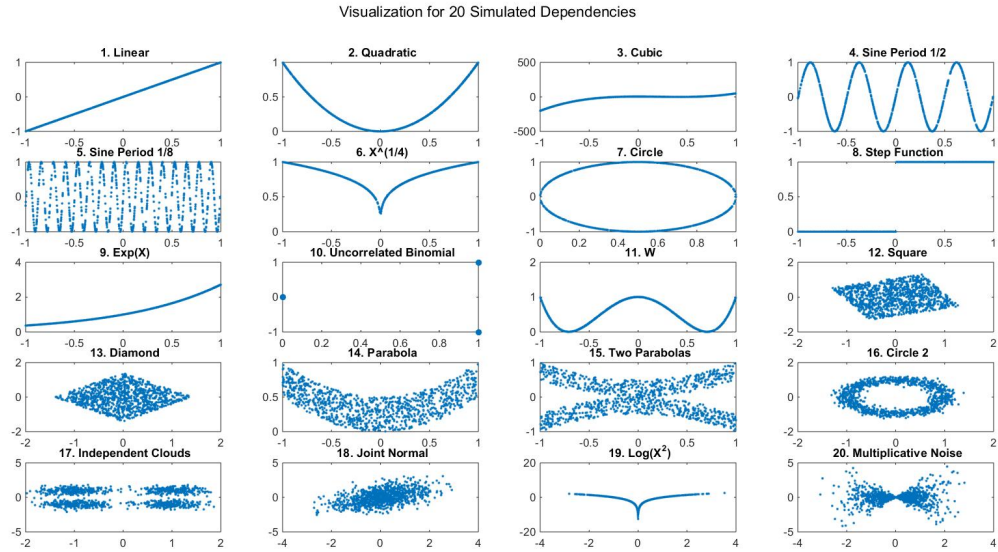 Visualization for 20 Simulated Dependencies
1. Linear
1
0
-1
-1 -0.5 0 0.5 1
2. Quadratic
1
0.5
0
-1 -0.5 0 0.5 1
3. Cubic
500
0
-500
-1 -0.5 0 0.5 1
4. Sine Period 1/2
1
0
-1
-1 -0.5 0 0.5 1
5. Sine Period 1/8
1
0
-1
-1 -0.5 0 0.5 1
6. X^(1/4)
1
0.5
0
-1 -0.5 0 0.5 1
7. Circle
1
0
-1
0 0.2 0.4 0.6 0.8 1
8. Step Function
1
0.5
0
-1 -0.5 0 0.5 1
9. Exp(X)
4
2
0
-1 -0.5 0 0.5 1
10. Uncorrelated Binomial
1
0
-1
0 0.2 0.4 0.6 0.8 1
11. W
1
0.5
0
-1 -0.5 0 0.5 1
12. Square
2
0
-2
-2 -1 0 1 2
13. Diamond
2
0
-2
-2 -1 0 1 2
14. Parabola
1
0.5
0
-1 -0.5 0 0.5 1
15. Two Parabolas
1
0
-1
-1 -0.5 0 0.5 1
16. Circle 2
2
0
-2
-4 -2 0 2 4
17. Independent Clouds
5
0
-5
-2 -1 0 1 2
18. Joint Normal
5
0
-5
-4 -2 0 2 4
19. Log(X²)
20
0
-20
-4 -2 0 2 4
20. Multiplicative Noise
5
0
-5
-4 -2 0 2 4